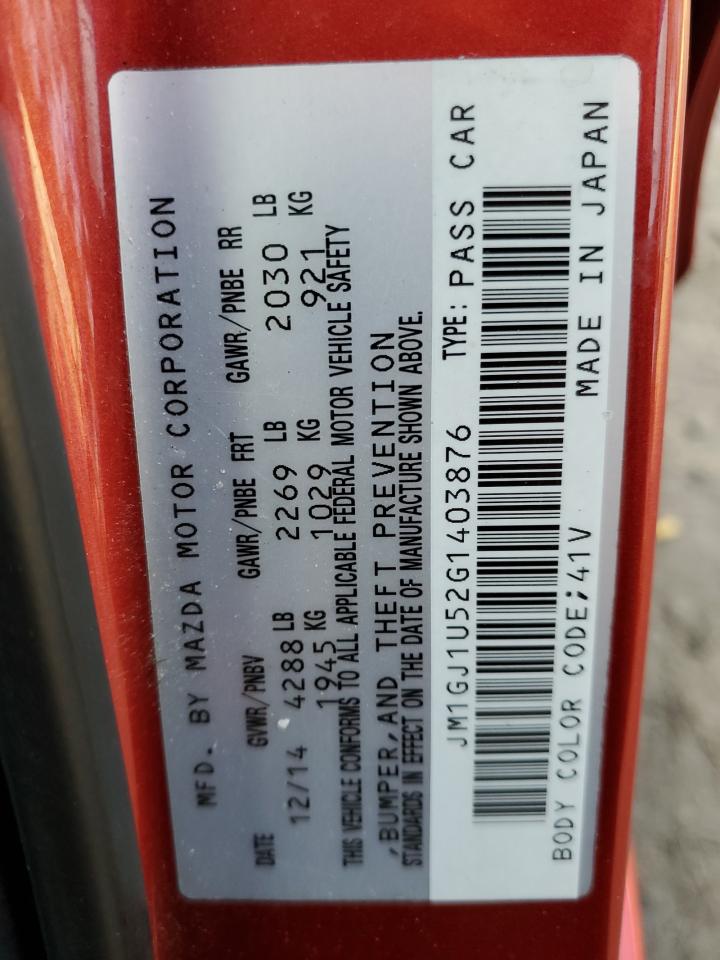 MFD. BY MAZDA MOTOR CORPORATION
DATE GVWR/PNBV GAWR/PNBE FRT GAWR/PNBE RR
12/14 4288 LB 2269 LB 2030 LB
1945 KG 1029 KG 921 KG
THIS VEHICLE CONFORMS TO ALL APPLICABLE FEDERAL MOTOR VEHICLE SAFETY
,BUMPER,AND THEFT PREVENTION
STANDARDS IN EFFECT ON THE DATE OF MANUFACTURE SHOWN ABOVE.
JM1GJ1U52G1403876 TYPE: PASS CAR
BODY COLOR CODE;41V MADE IN JAPAN